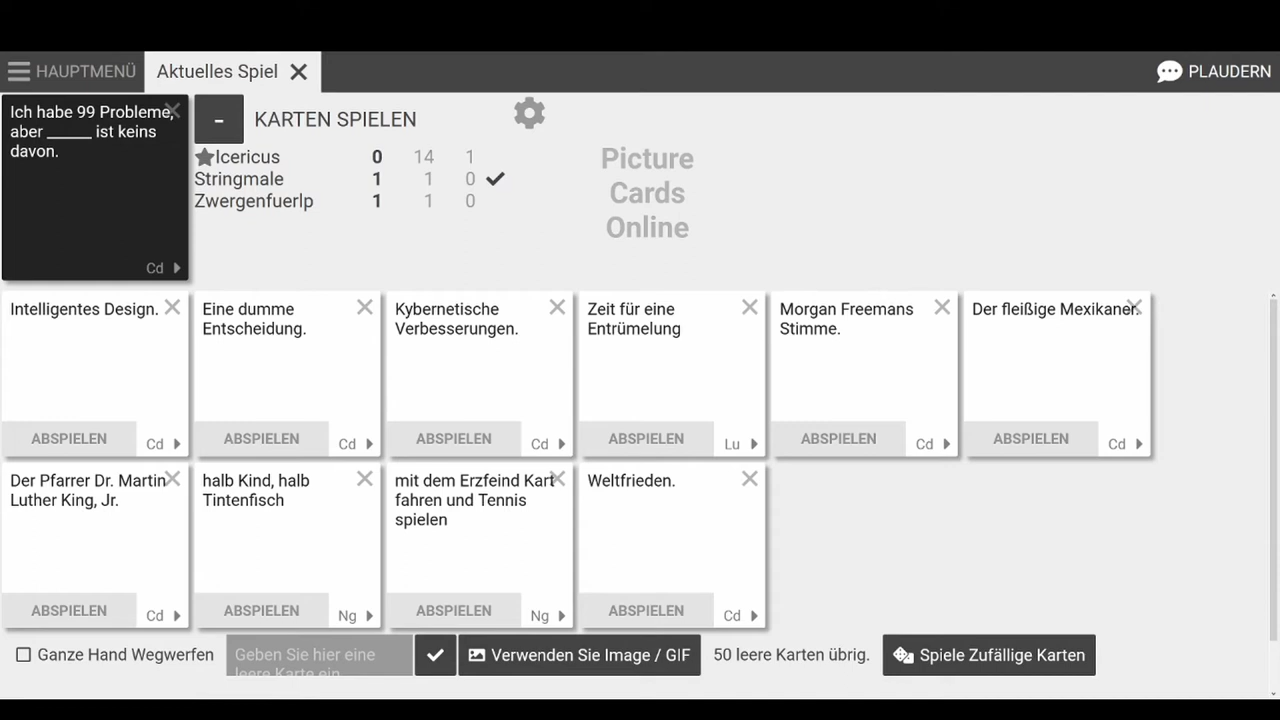 HAUPTMENÜ
Aktuelles Spiel
PLAUDERN
Ich habe 99 Probleme,
aber ______ ist keins
davon.
Cd
-
KARTEN SPIELEN
Icericus 0 14 1
Stringmale 1 1 0
Zwergenfuerlp 1 1 0
Picture
Cards
Online
Intelligentes Design.
ABSPIELEN
Cd
Eine dumme
Entscheidung.
ABSPIELEN
Cd
Kybernetische
Verbesserungen.
ABSPIELEN
Cd
Zeit für eine
Entrümelung
ABSPIELEN
Lu
Morgan Freemans
Stimme.
ABSPIELEN
Cd
Der fleißige Mexikaner.
ABSPIELEN
Cd
Der Pfarrer Dr. Martin
Luther King, Jr.
ABSPIELEN
Cd
halb Kind, halb
Tintenfisch
ABSPIELEN
Ng
mit dem Erzfeind Kart
fahren und Tennis
spielen
ABSPIELEN
Ng
Weltfrieden.
ABSPIELEN
Cd
Ganze Hand Wegwerfen
Geben Sie hier eine
leere Karte ein
Verwenden Sie Image / GIF
50 leere Karten übrig.
Spiele Zufällige Karten